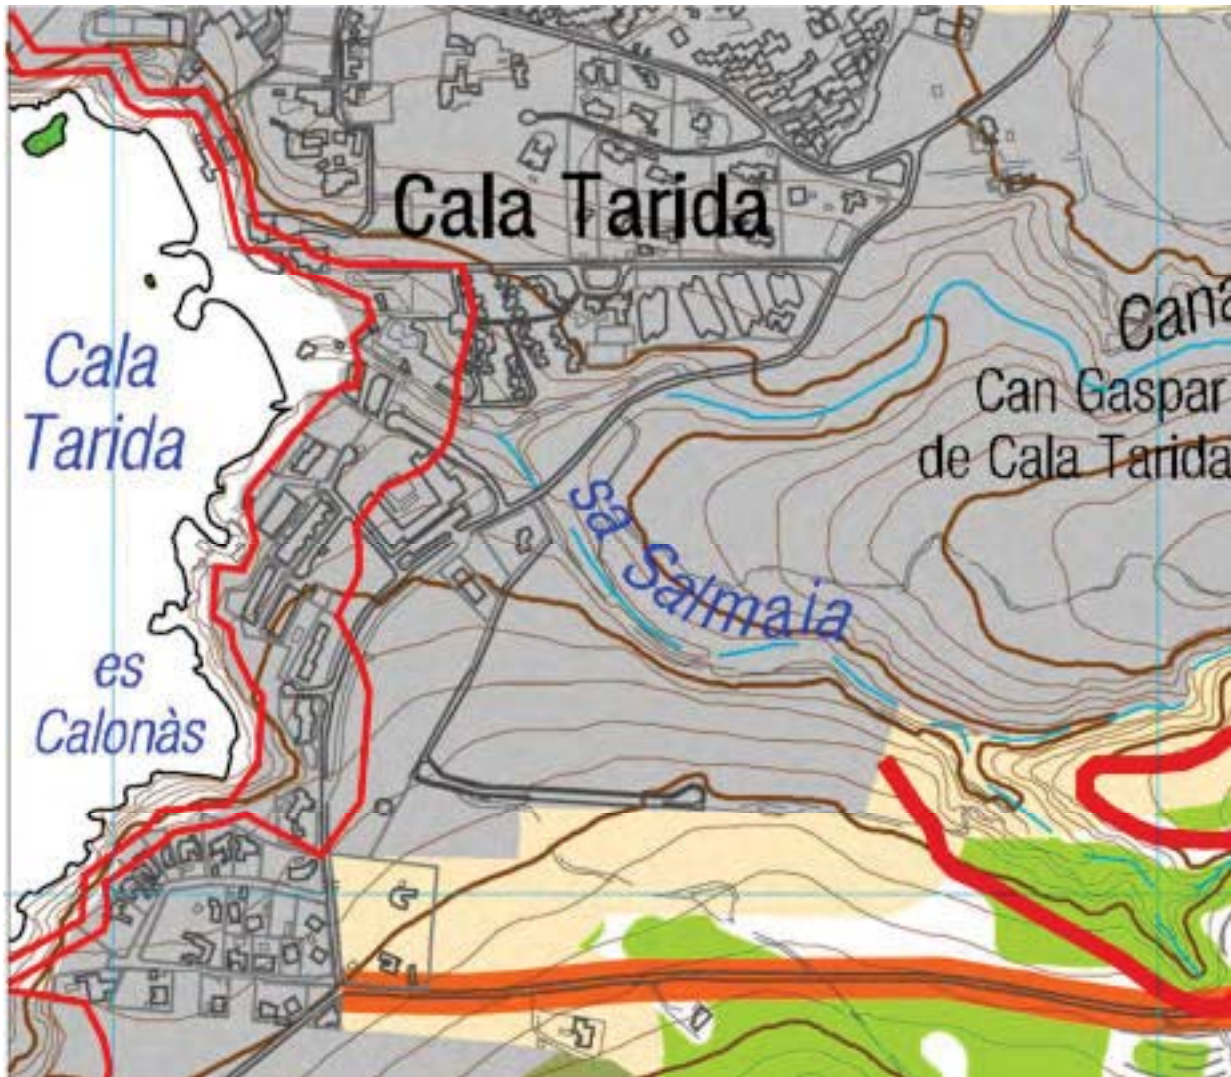 Cala Tarida
Cala
Tarida
Can Gaspar
de Cala Tarida
sa Salmaia
es
Calonàs